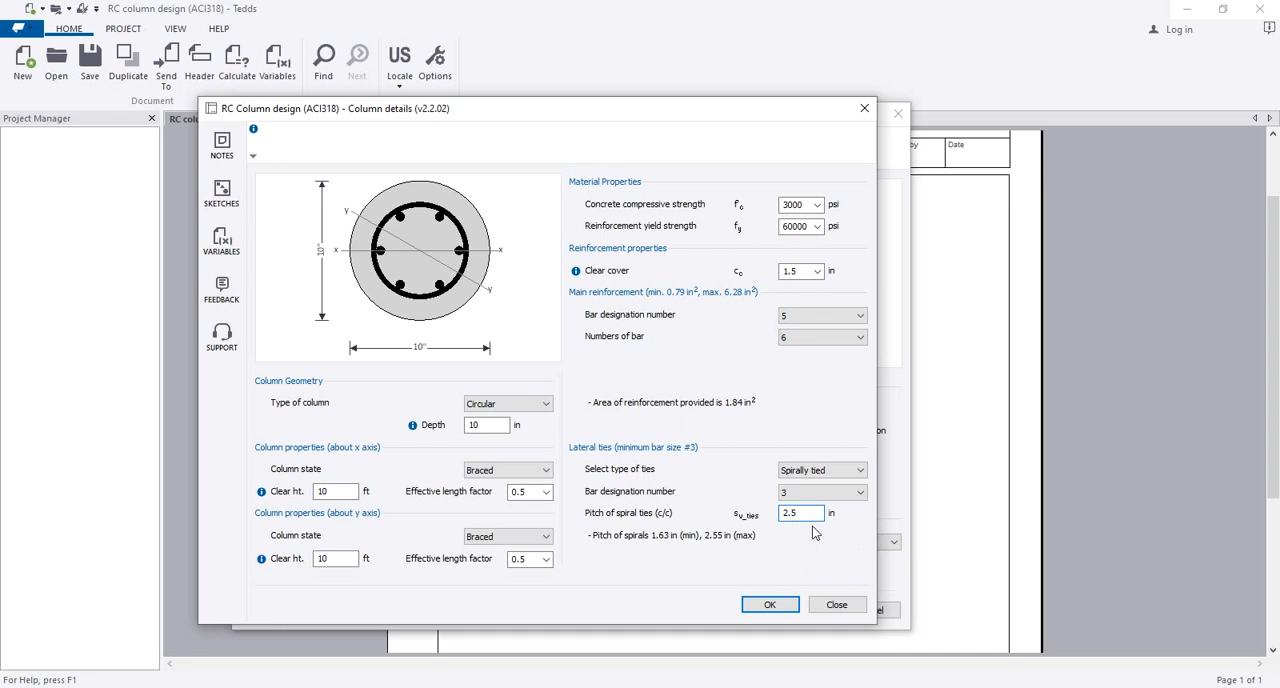 RC column design (ACI318) - Tedds
HOME PROJECT VIEW HELP
Log in
New Open Save Duplicate Send To Header Calculate Variables Find Next Locale Options
US
Document
Project Manager
RC colu
by Date
RC Column design (ACI318) - Column details (v2.2.02)
NOTES
SKETCHES
VARIABLES
FEEDBACK
SUPPORT
y
x x
y
10"
10"
Material Properties
Concrete compressive strength f'c 3000 psi
Reinforcement yield strength fy 60000 psi
Reinforcement properties
Clear cover co 1.5 in
Main reinforcement (min. 0.79 in², max. 6.28 in²)
Bar designation number 5
Numbers of bar 6
Column Geometry
Type of column Circular
Depth 10 in
Column properties (about x axis)
Column state Braced
Clear ht. 10 ft Effective length factor 0.5
Column properties (about y axis)
Column state Braced
Clear ht. 10 ft Effective length factor 0.5
- Area of reinforcement provided is 1.84 in²
Lateral ties (minimum bar size #3)
Select type of ties Spirally tied
Bar designation number 3
Pitch of spiral ties (c/c) sv_ties 2.5 in
- Pitch of spirals 1.63 in (min), 2.55 in (max)
OK Close
on
el
For Help, press F1
Page 1 of 1